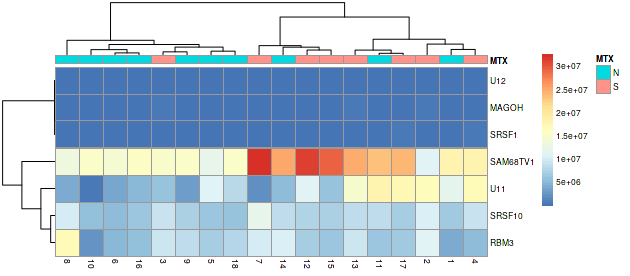 MTX
U12
MAGOH
SRSF1
SAM68TV1
U11
SRSF10
RBM3
8 10 6 16 3 9 5 18 7 14 12 15 13 11 17 2 1 4
3e+07
2.5e+07
2e+07
1.5e+07
1e+07
5e+06
MTX
N
S